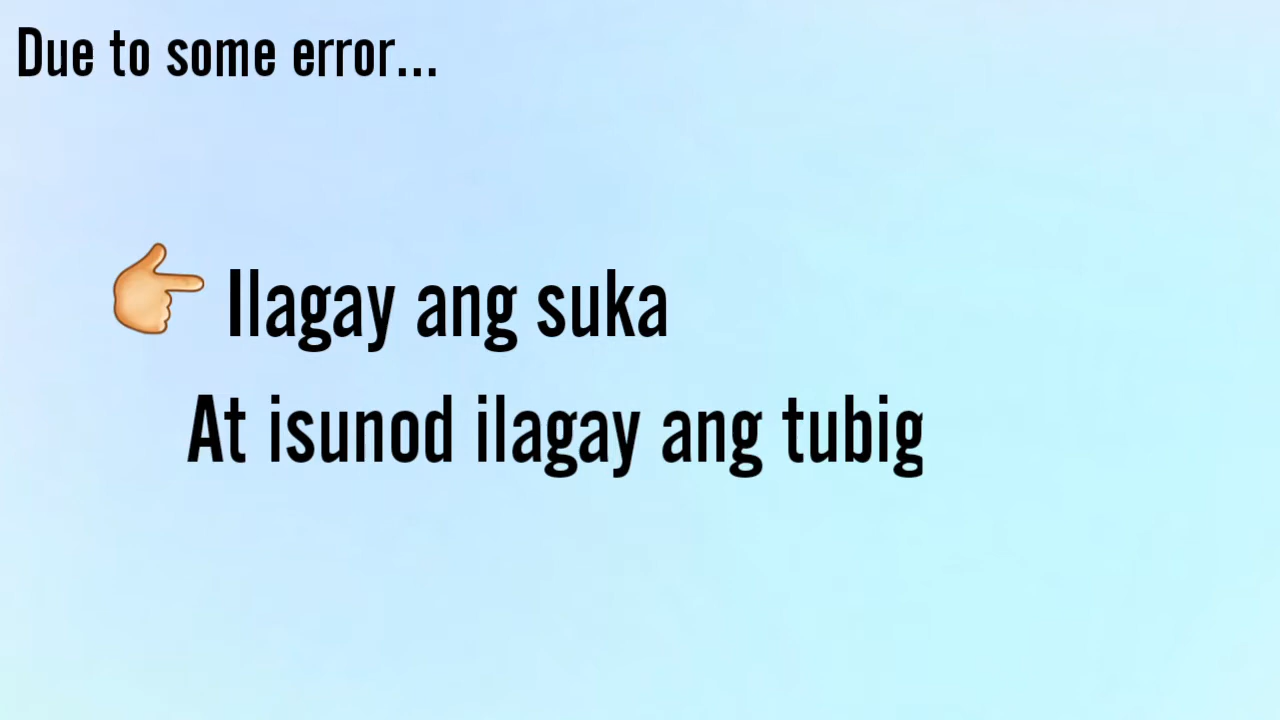 Due to some error...
👉 Ilagay ang suka
At isunod ilagay ang tubig